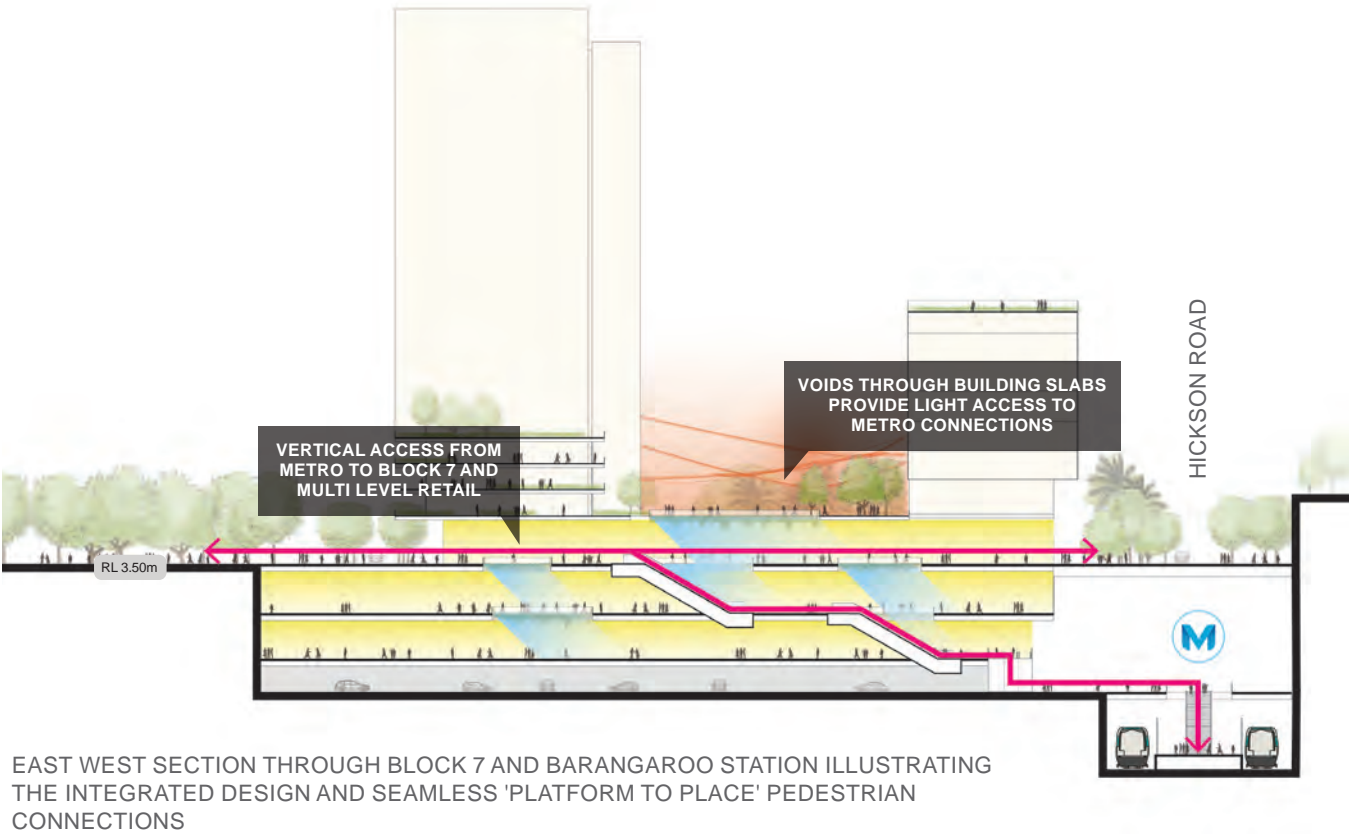 HICKSON ROAD
VOIDS THROUGH BUILDING SLABS
PROVIDE LIGHT ACCESS TO
METRO CONNECTIONS
VERTICAL ACCESS FROM
METRO TO BLOCK 7 AND
MULTI LEVEL RETAIL
RL 3.50m
M
EAST WEST SECTION THROUGH BLOCK 7 AND BARANGAROO STATION ILLUSTRATING
THE INTEGRATED DESIGN AND SEAMLESS 'PLATFORM TO PLACE' PEDESTRIAN
CONNECTIONS